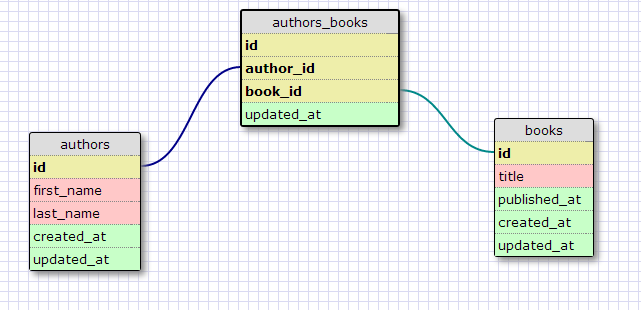 authors_books
id
author_id
book_id
updated_at
authors
id
first_name
last_name
created_at
updated_at
books
id
title
published_at
created_at
updated_at